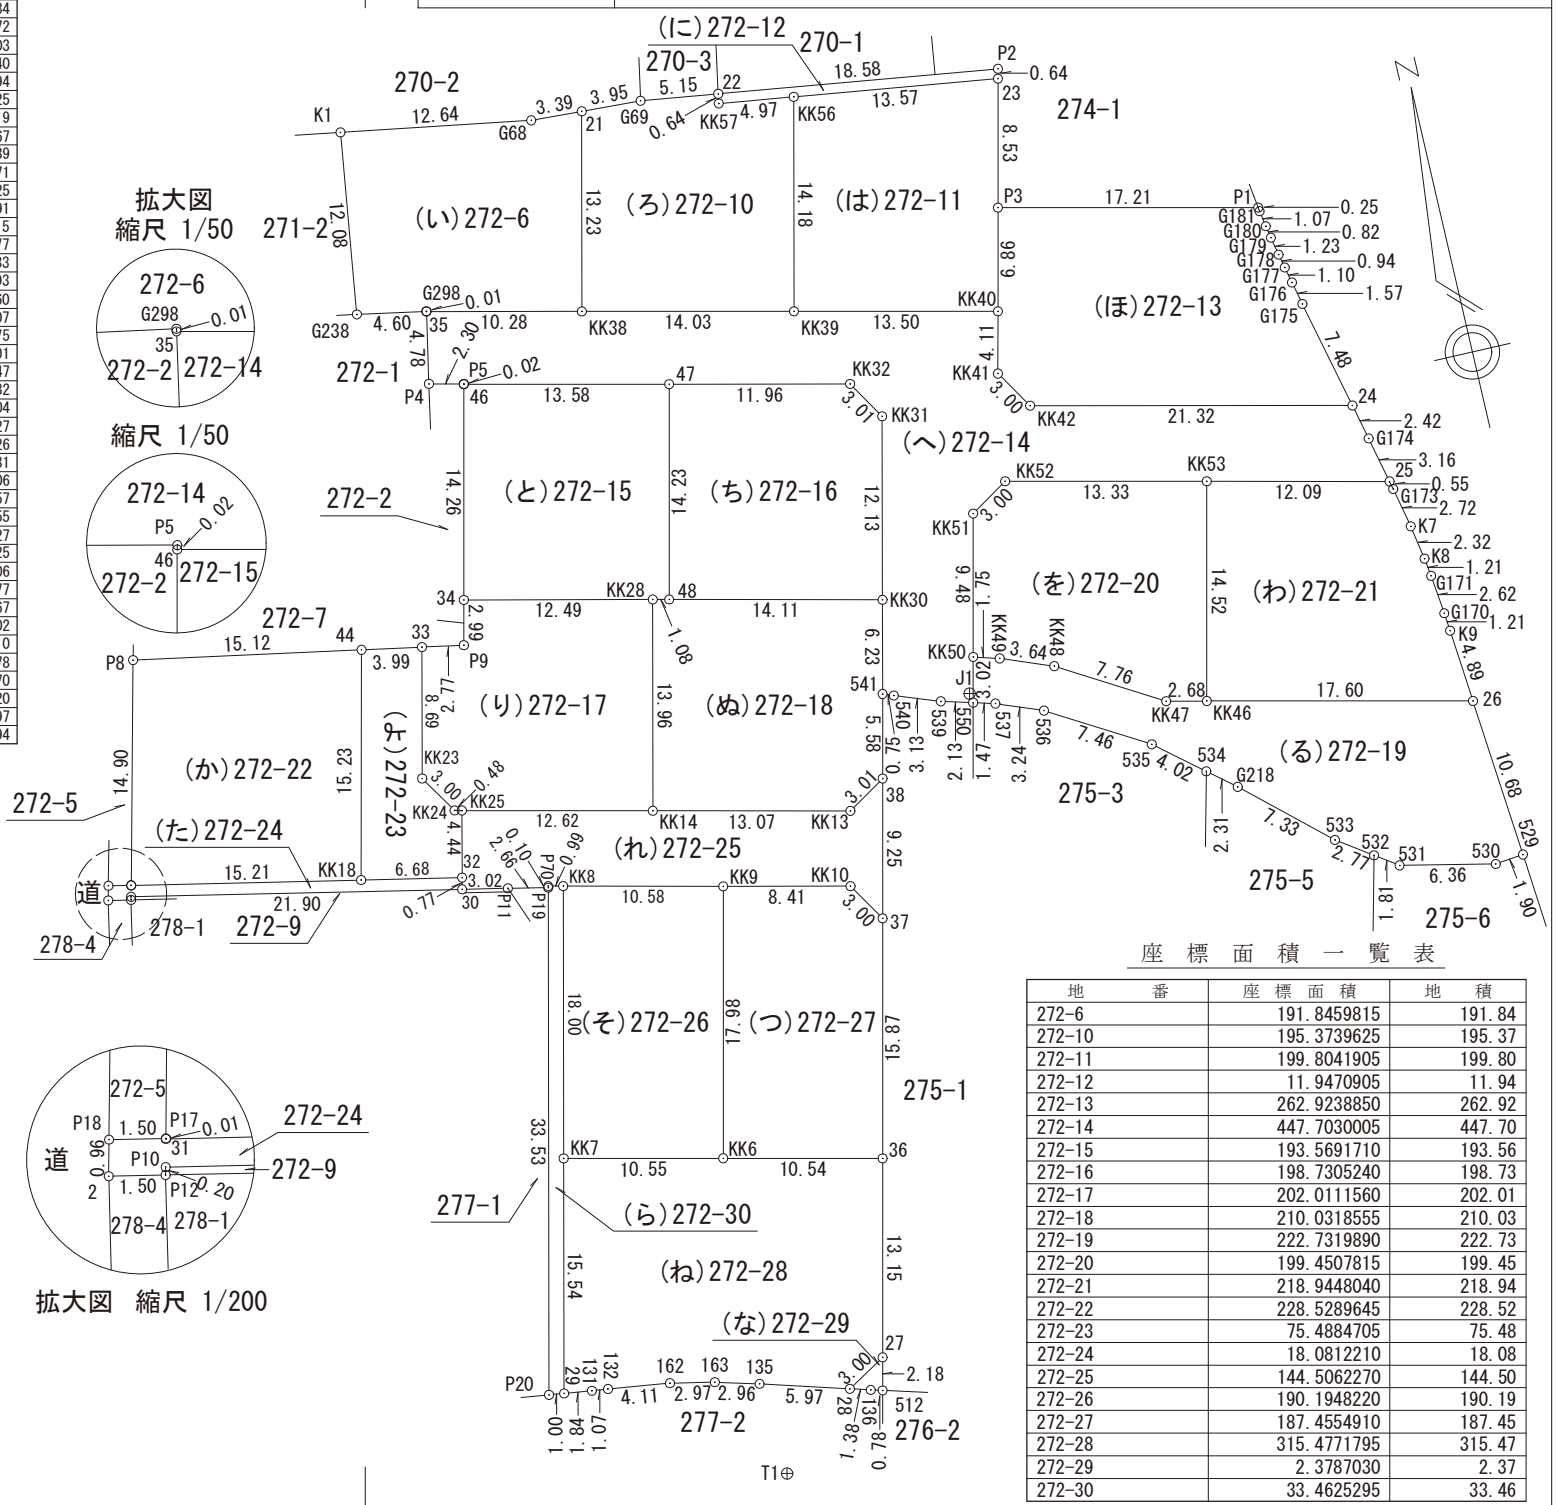 (に)272-12
270-1
P2
270-3
18.58
0.64
270-2
3.95
5.15
22
23
274-1
K1
12.64
3.39
G69
4.97
KK56
13.57
G68
21
0.64
KK57
8.53
拡大図
縮尺 1/50
271-2
12.08
(い)272-6
13.23
(ろ)272-10
14.18
(は)272-11
P3
17.21
P1
0.25
G181
1.07
G180
0.82
G179
1.23
G178
0.94
G177
1.10
G176
1.57
G175
272-6
G298
0.01
35
272-2
272-14
G298
0.01
KK40
6.86
(ほ)272-13
G238
4.60
35
10.28
KK38
14.03
KK39
13.50
7.48
272-1
4.78
2.30
P5
0.02
47
KK32
4.11
KK41
P4
46
13.58
11.96
3.01
KK31
3.00
KK42
21.32
24
2.42
縮尺 1/50
(へ)272-14
G174
3.16
272-14
P5
0.02
46
272-2
272-15
272-2
14.26
(と)272-15
14.23
(ち)272-16
12.13
KK52
13.33
KK53
12.09
25
0.55
G173
2.72
KK51
3.00
K7
2.32
K8
1.21
G171
2.62
G170
1.21
K9
4.89
9.48
1.75
(を)272-20
14.52
(わ)272-21
34
12.49
KK28
48
14.11
KK30
272-7
2.99
1.08
15.12
44
33
P9
P8
3.99
2.77
6.23
KK50
KK49
3.64
KK48
7.76
2.68
17.60
26
KK47
KK46
541
J1
3.02
8.69
(り)272-17
13.96
(ぬ)272-18
5.58
0.76
540
3.13
539
2.13
550
1.47
537
3.24
536
7.46
535
4.02
534
G218
(る)272-19
10.68
14.90
(か)272-22
15.23
(よ)272-23
KK23
3.00
0.48
KK24
KK25
3.01
38
275-3
2.31
7.33
533
2.77
532
531
529
530
6.36
1.90
272-5
(た)272-24
12.62
KK14
13.07
KK13
275-5
1.81
275-6
4.44
(れ)272-25
9.25
15.21
KK18
6.68
32
0.10
2.66
P70
0.99
KK8
KK9
KK10
道
21.90
0.77
3.02
30
P11
P19
10.58
8.41
3.00
37
278-4
278-1
272-9
座標面積一覧表
地番 座標面積 地積
272-6 191.8459815 191.84
272-10 195.3739625 195.37
272-11 199.8041905 199.80
272-12 11.9470905 11.94
272-13 262.9238850 262.92
272-14 447.7030005 447.70
272-15 193.5691710 193.56
272-16 198.7305240 198.73
272-17 202.0111560 202.01
272-18 210.0318555 210.03
272-19 222.7319890 222.73
272-20 199.4507815 199.45
272-21 218.9448040 218.94
272-22 228.5289645 228.52
272-23 75.4884705 75.48
272-24 18.0812210 18.08
272-25 144.5062270 144.50
272-26 190.1948220 190.19
272-27 187.4554910 187.45
272-28 315.4771795 315.47
272-29 2.3787030 2.37
272-30 33.4625295 33.46
18.00
(そ)272-26
17.98
(つ)272-27
15.87
275-1
272-5
P18
1.50
P17
0.01
272-24
31
道
0.96
P10
272-9
2
1.50
P12
0.20
278-4
278-1
拡大図 縮尺 1/200
33.53
KK7
KK6
36
10.55
10.54
277-1
(ら)272-30
15.54
(ね)272-28
13.15
(な)272-29
27
P20
29
131
132
162
163
135
3.00
2.18
4.11
2.97
2.96
5.97
28
136
512
1.00
1.84
1.07
277-2
1.38
0.78
276-2
T1